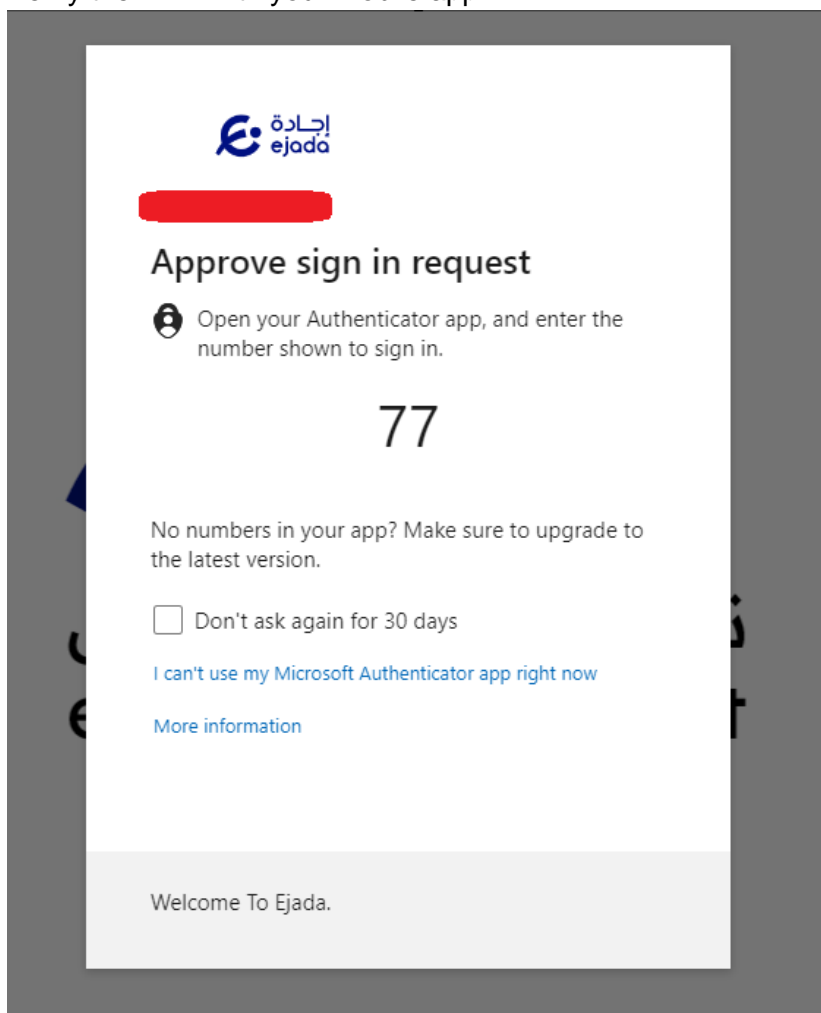 إجادة
ejada
Approve sign in request
Open your Authenticator app, and enter the
number shown to sign in.
77
No numbers in your app? Make sure to upgrade to
the latest version.
Don't ask again for 30 days
I can't use my Microsoft Authenticator app right now
More information
Welcome To Ejada.